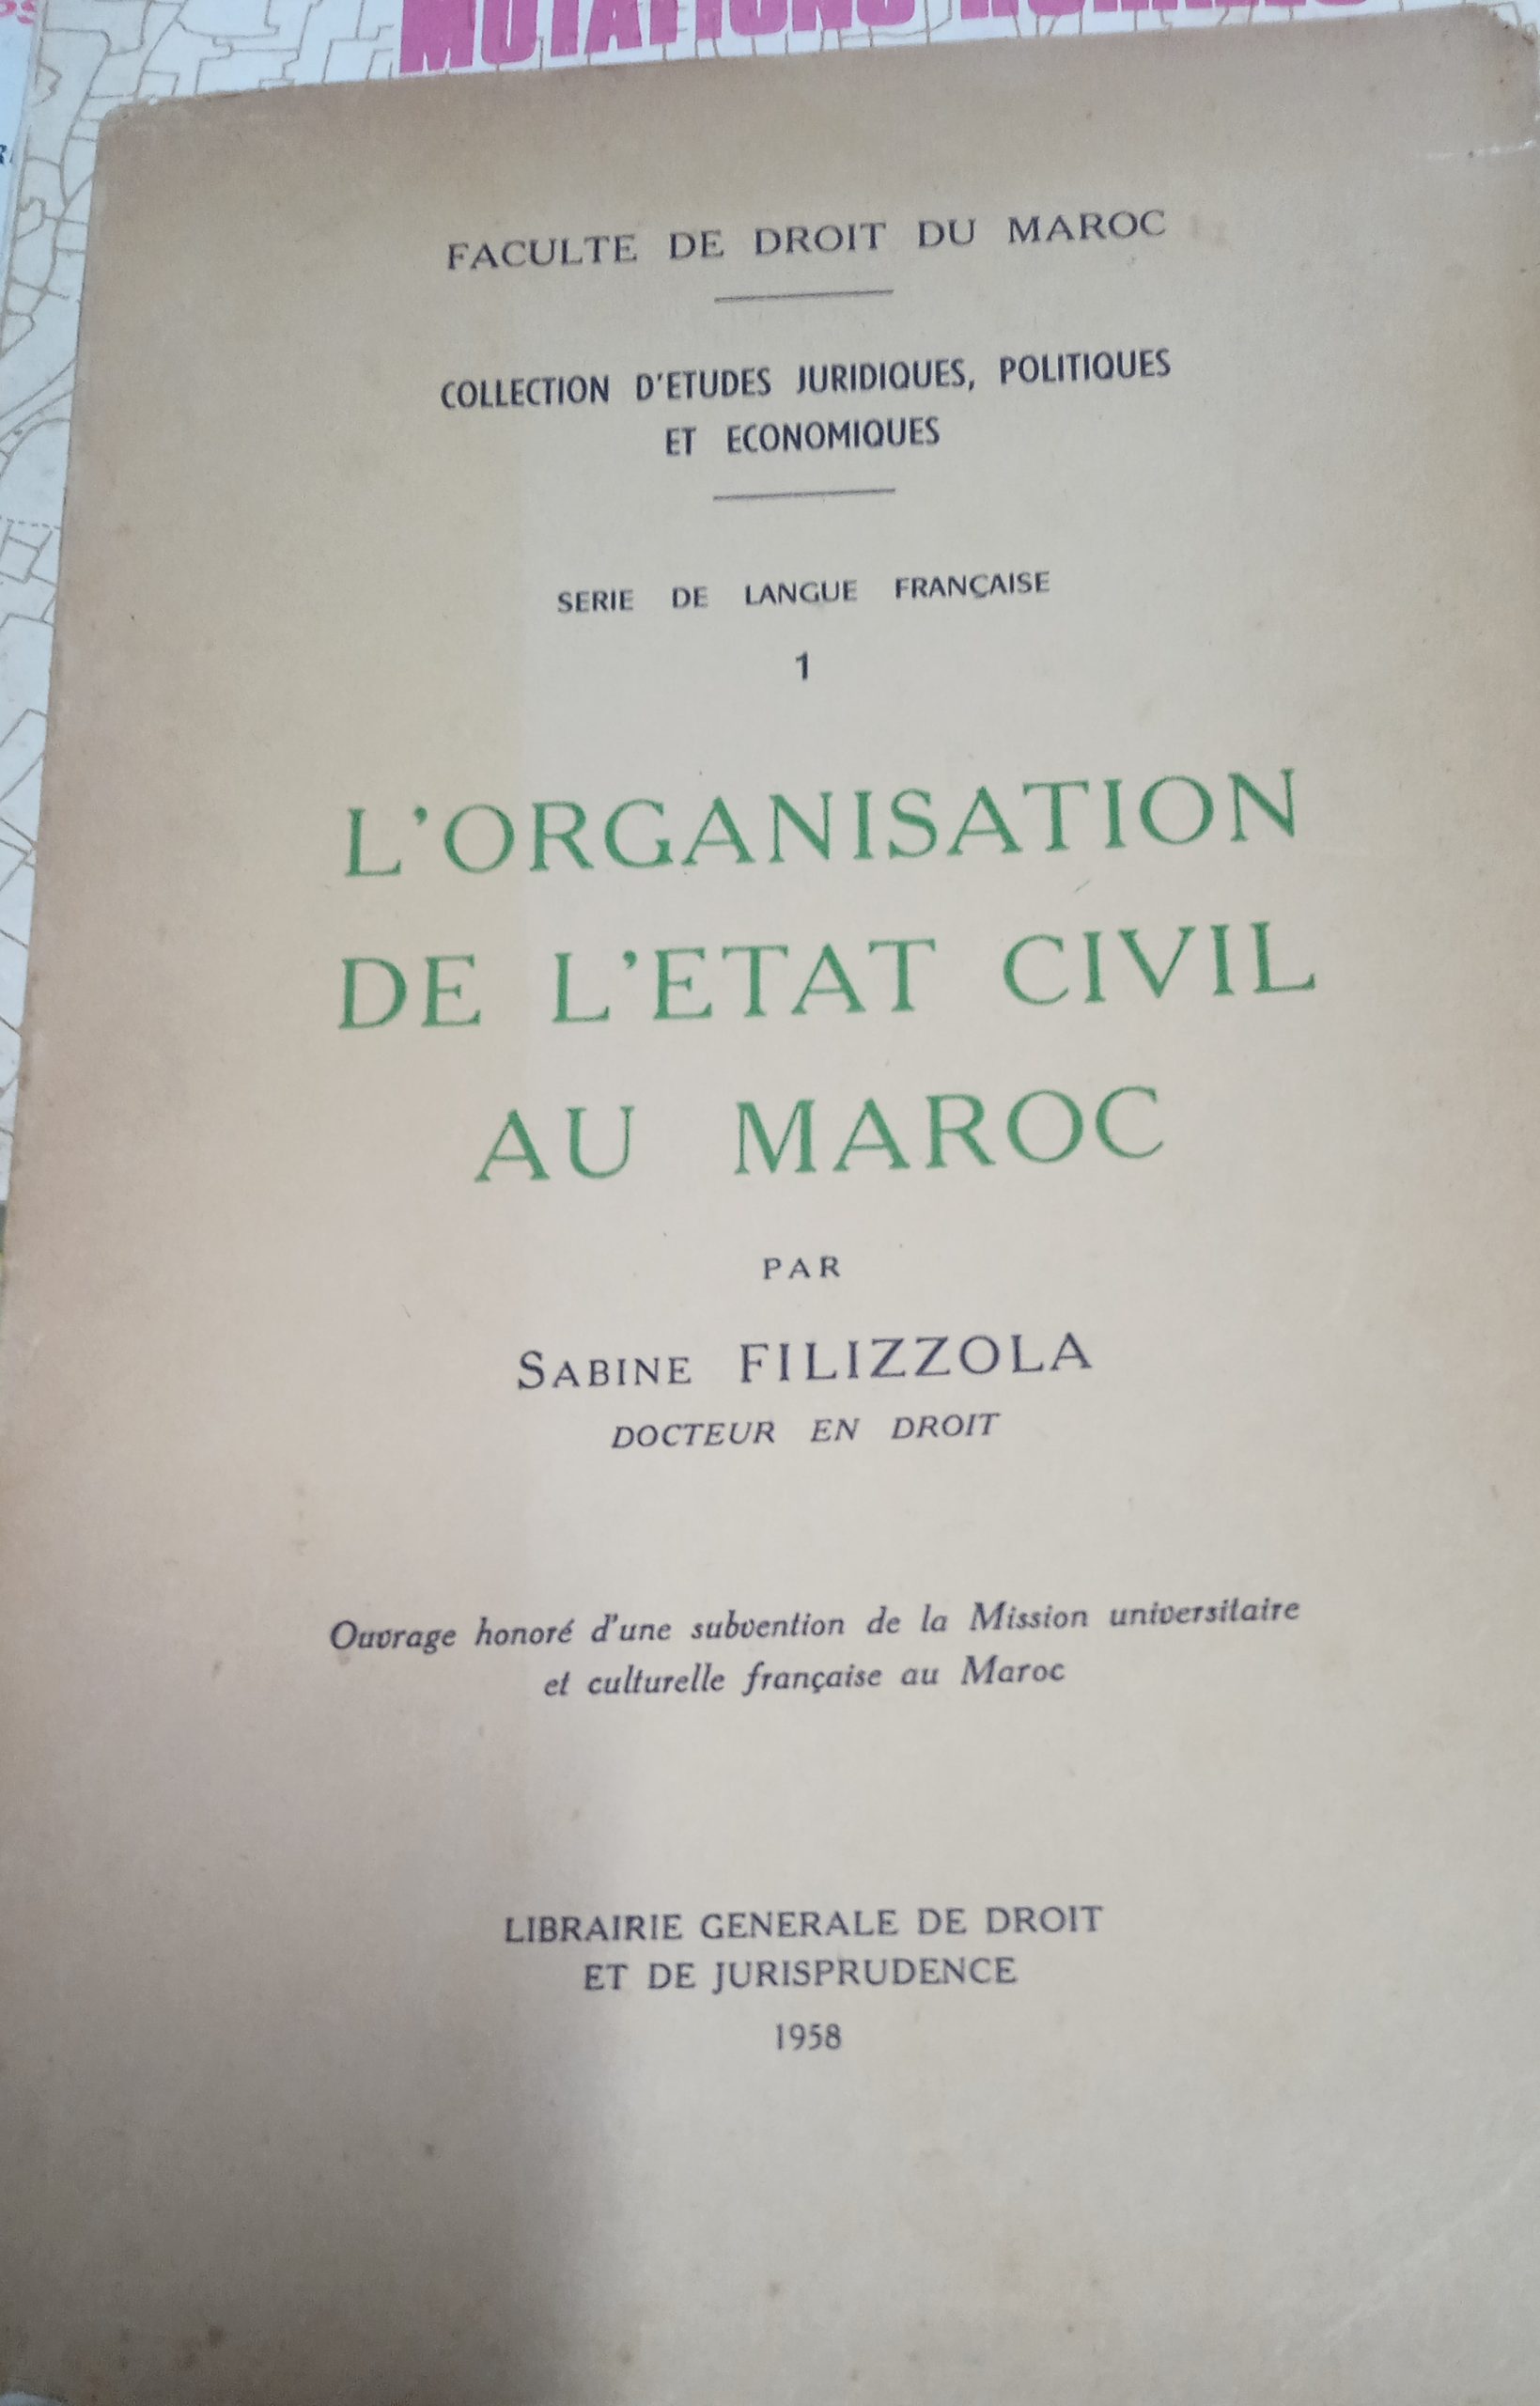 MUTATIONS
FACULTE DE DROIT DU MAROC
COLLECTION D'ETUDES JURIDIQUES, POLITIQUES
ET ECONOMIQUES
SERIE DE LANGUE FRANÇAISE
1
L'ORGANISATION
DE L'ETAT CIVIL
AU MAROC
PAR
SABINE FILIZZOLA
DOCTEUR EN DROIT
Ouvrage honoré d'une subvention de la Mission universitaire
et culturelle française au Maroc
LIBRAIRIE GENERALE DE DROIT
ET DE JURISPRUDENCE
1958